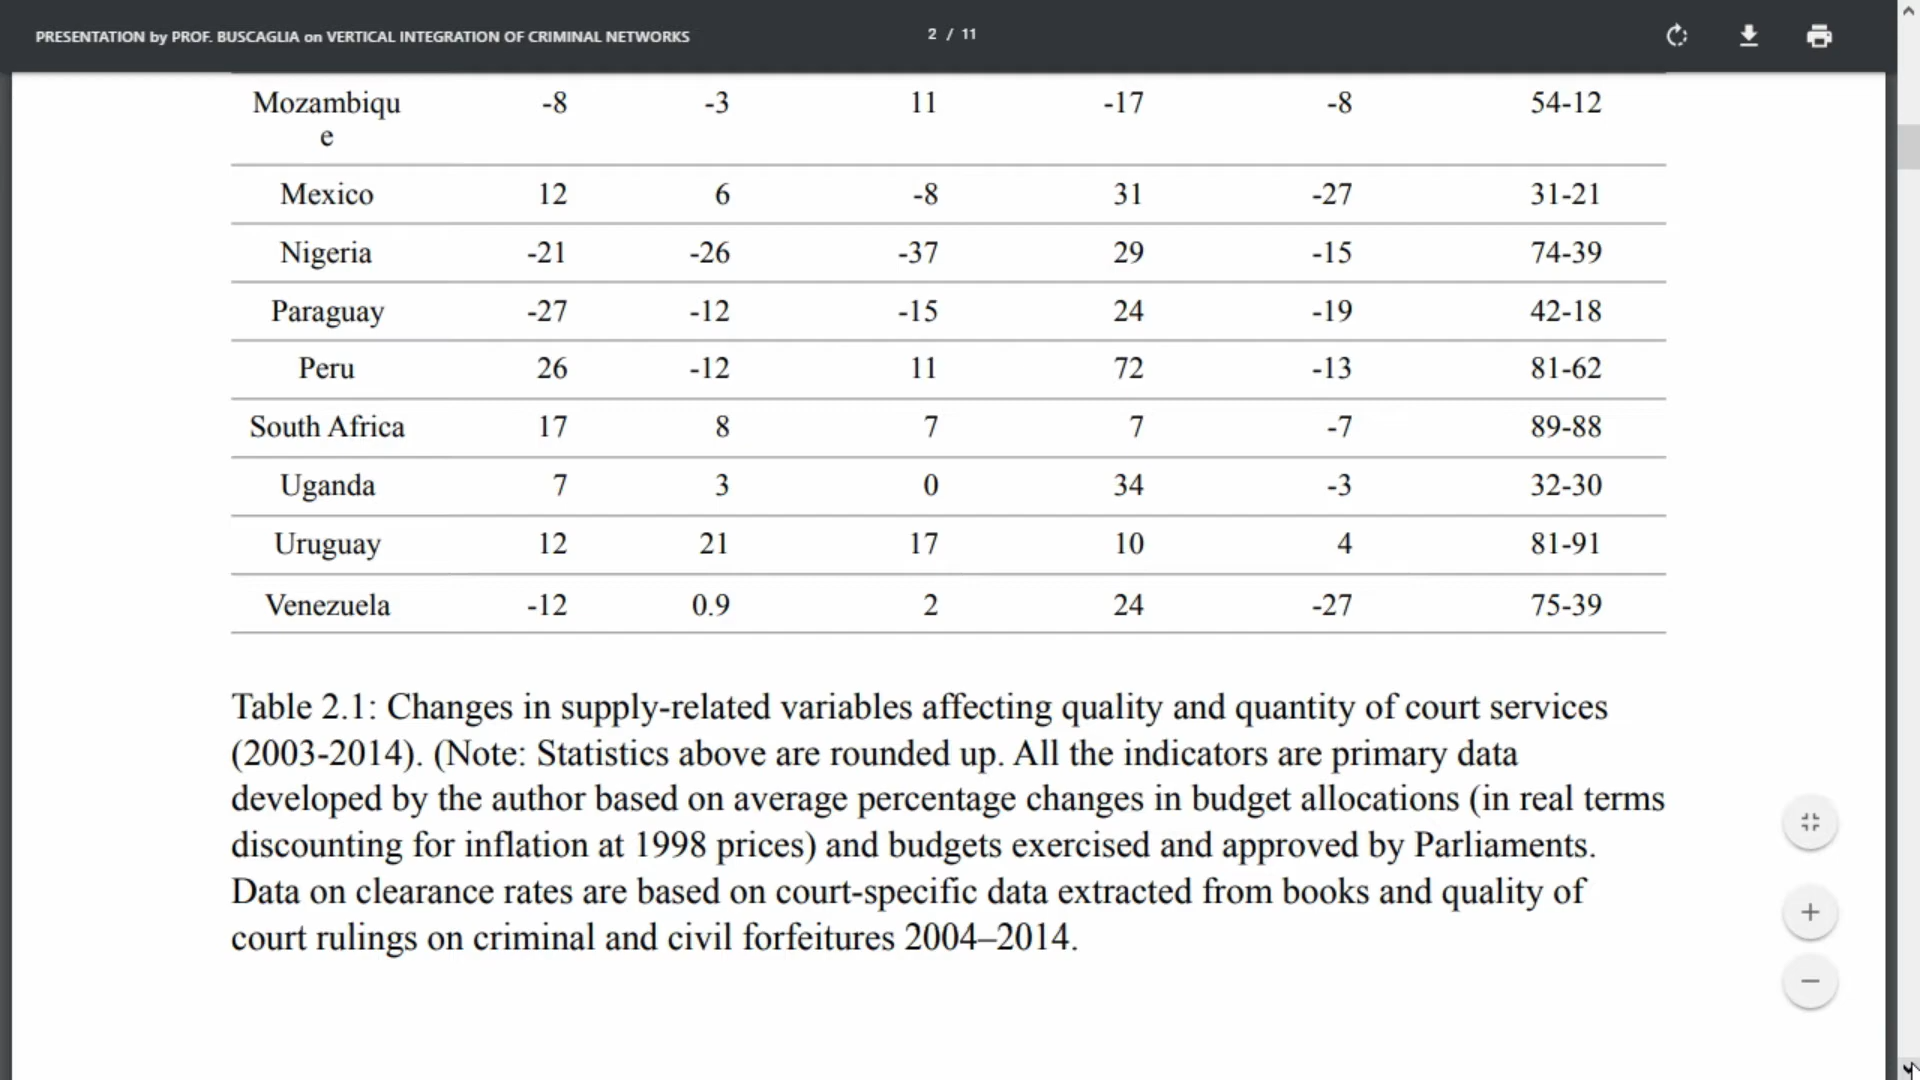 PRESENTATION by PROF. BUSCAGLIA on VERTICAL INTEGRATION OF CRIMINAL NETWORKS 2 / 11
Mozambiqu -8 -3 11 -17 -8 54-12
e
Mexico 12 6 -8 31 -27 31-21
Nigeria -21 -26 -37 29 -15 74-39
Paraguay -27 -12 -15 24 -19 42-18
Peru 26 -12 11 72 -13 81-62
South Africa 17 8 7 7 -7 89-88
Uganda 7 3 0 34 -3 32-30
Uruguay 12 21 17 10 4 81-91
Venezuela -12 0.9 2 24 -27 75-39
Table 2.1: Changes in supply-related variables affecting quality and quantity of court services
(2003-2014). (Note: Statistics above are rounded up. All the indicators are primary data
developed by the author based on average percentage changes in budget allocations (in real terms
discounting for inflation at 1998 prices) and budgets exercised and approved by Parliaments.
Data on clearance rates are based on court-specific data extracted from books and quality of
court rulings on criminal and civil forfeitures 2004–2014.